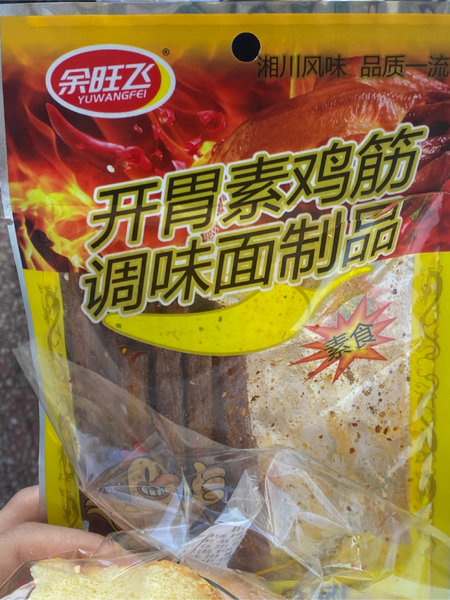 余旺飞®
YUWANGFEI
湘川风味 品质一流
开胃素鸡筋
调味面制品
素食